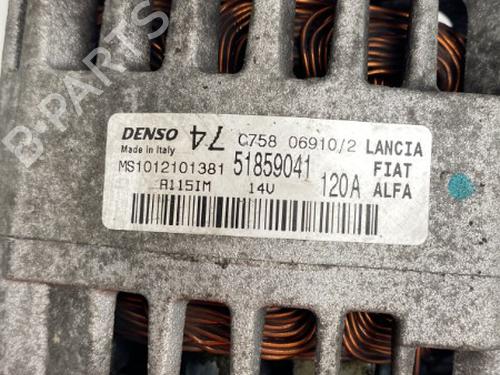 DENSO 74 C758 06910/2 LANCIA
Made in Italy
MS1012101381 51859041 FIAT
A115IM 14V 120A ALFA
B-PARTS